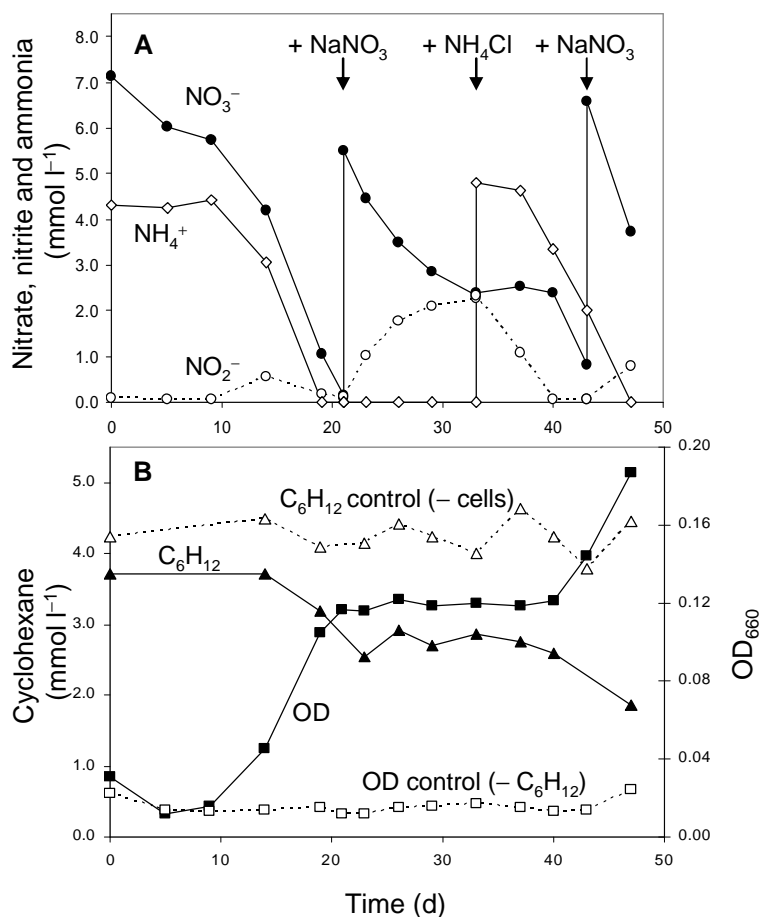 A
+ NaNO₃
+ NH₄Cl
+ NaNO₃
Nitrate, nitrite and ammonia
(mmol l⁻¹)
8.0
7.0
6.0
5.0
4.0
3.0
2.0
1.0
0.0
NO₃⁻
NH₄⁺
NO₂⁻
0
10
20
30
40
50
B
Cyclohexane
(mmol l⁻¹)
5.0
4.0
3.0
2.0
1.0
0.0
C₆H₁₂ control (– cells)
C₆H₁₂
OD
OD control (– C₆H₁₂)
0.20
0.16
0.12
0.08
0.04
0.00
OD₆₆₀
0
10
20
30
40
50
Time (d)